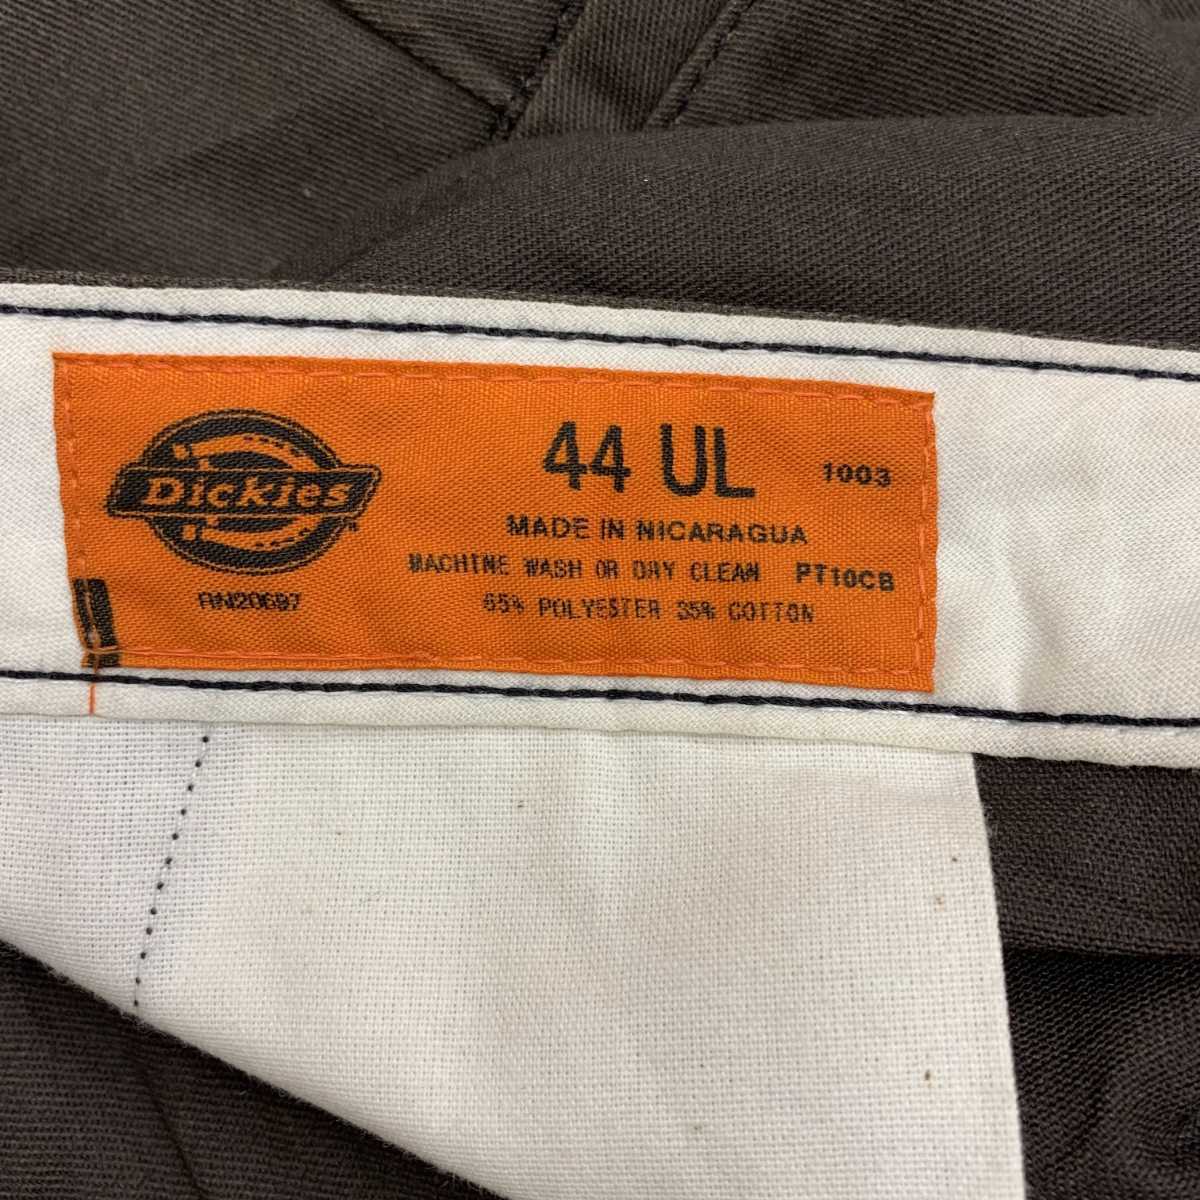 Dickies
RN20697
44 UL 1003
MADE IN NICARAGUA
MACHINE WASH OR DRY CLEAN PT10CB
65% POLYESTER 35% COTTON